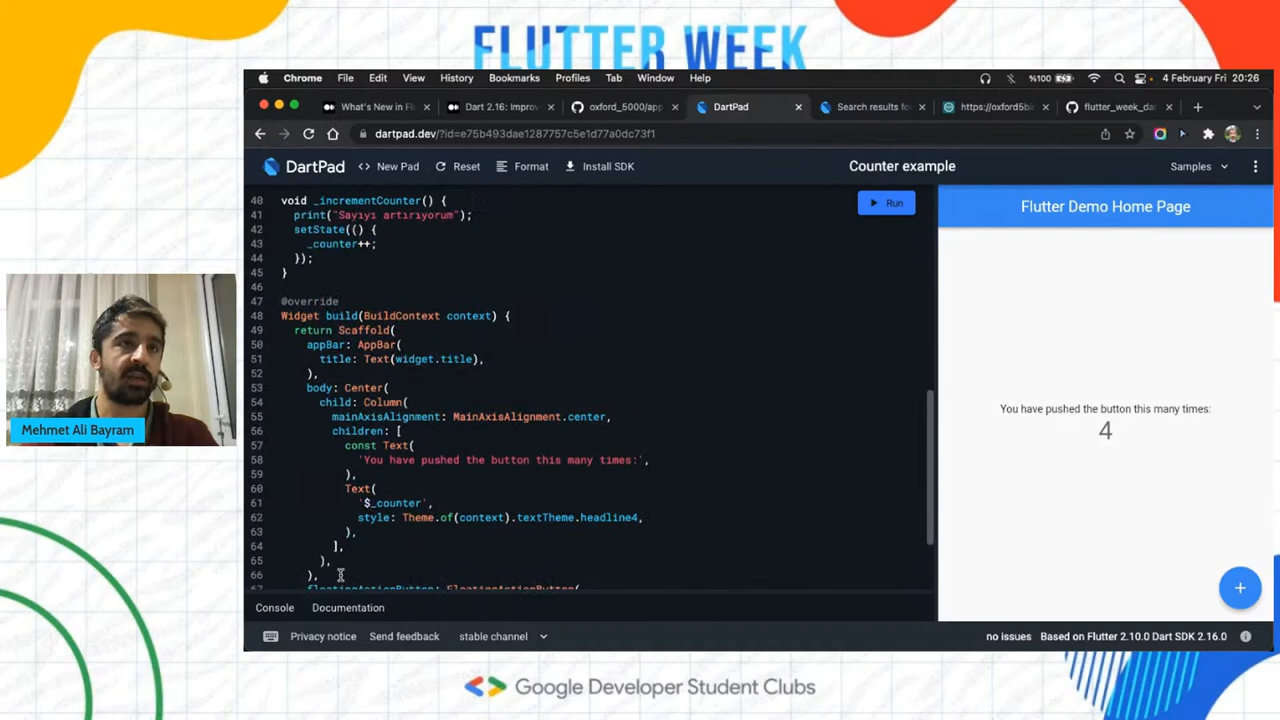 FLUTTER WEEK
Chrome File Edit View History Bookmarks Profiles Tab Window Help
%100
4 February Fri 20:26
What's New in Fl
Dart 2.16: Improv
oxford_5000/app
DartPad
Search results fo
https://oxford5bi
flutter_week_da
dartpad.dev/?id=e75b493dae1287757c5e1d77a0dc73f1
DartPad
<> New Pad
Reset
Format
Install SDK
Counter example
Samples
Run
40 void _incrementCounter() {
41 print("Sayıyı artırıyorum");
42 setState(() {
43 _counter++;
44 });
45 }
46
47 @override
48 Widget build(BuildContext context) {
49 return Scaffold(
50 appBar: AppBar(
51 title: Text(widget.title),
52 ),
53 body: Center(
54 child: Column(
55 mainAxisAlignment: MainAxisAlignment.center,
56 children: [
57 const Text(
58 'You have pushed the button this many times:',
59 ),
60 Text(
61 '$_counter',
62 style: Theme.of(context).textTheme.headline4,
63 ),
64 ],
65 ),
66 ),
67 floatingActionButton: FloatingActionButton(
Flutter Demo Home Page
You have pushed the button this many times:
4
+
Mehmet Ali Bayram
Console
Documentation
Privacy notice
Send feedback
stable channel
no issues
Based on Flutter 2.10.0 Dart SDK 2.16.0
Google Developer Student Clubs